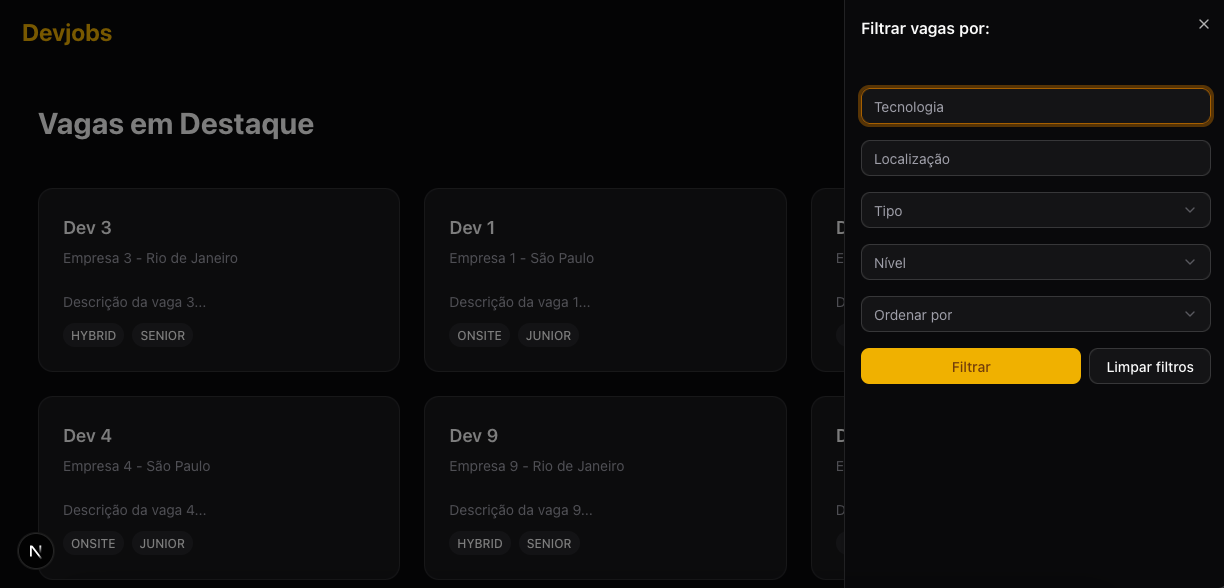 Devjobs
Vagas em Destaque
Dev 3
Empresa 3 - Rio de Janeiro
Descrição da vaga 3...
HYBRID SENIOR
Dev 1
Empresa 1 - São Paulo
Descrição da vaga 1...
ONSITE JUNIOR
Dev 4
Empresa 4 - São Paulo
Descrição da vaga 4...
ONSITE JUNIOR
Dev 9
Empresa 9 - Rio de Janeiro
Descrição da vaga 9...
HYBRID SENIOR
N
Filtrar vagas por:
Tecnologia
Localização
Tipo
Nível
Ordenar por
Filtrar
Limpar filtros